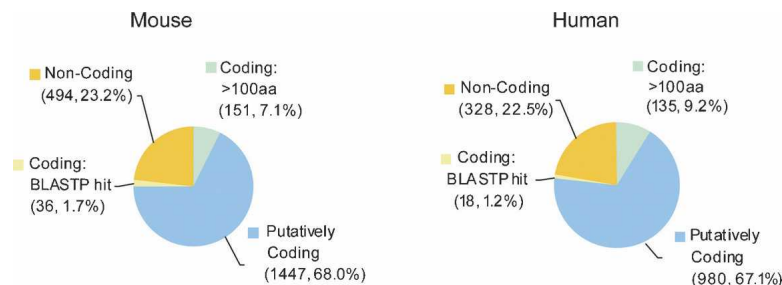 Mouse
Non-Coding
(494, 23.2%)
Coding:
>100aa
(151, 7.1%)
Coding:
BLASTP hit
(36, 1.7%)
Putatively
Coding
(1447, 68.0%)
Human
Non-Coding
(328, 22.5%)
Coding:
>100aa
(135, 9.2%)
Coding:
BLASTP hit
(18, 1.2%)
Putatively
Coding
(980, 67.1%)